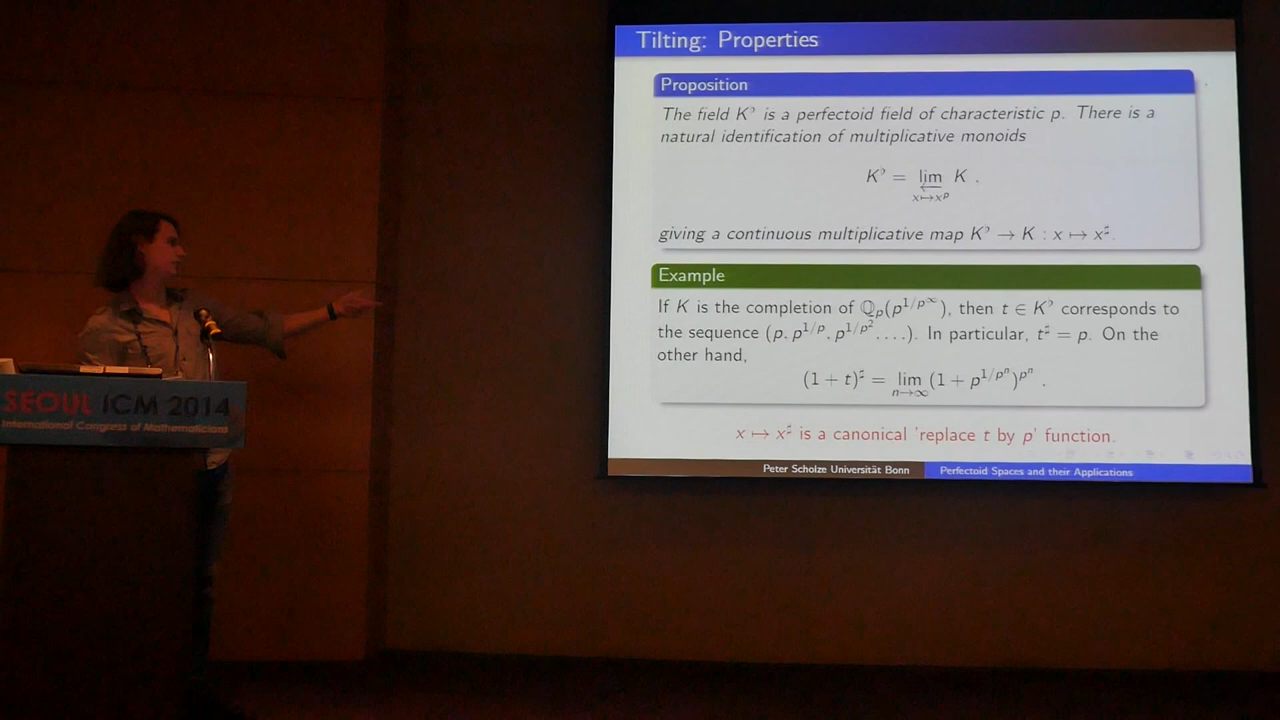 Tilting: Properties
Proposition
The field K♭ is a perfectoid field of characteristic p. There is a
natural identification of multiplicative monoids
K♭ = lim K .
x↦x^p
giving a continuous multiplicative map K♭ → K : x ↦ x♯.
Example
If K is the completion of ℚ_p(p^{1/p^∞}), then t ∈ K♭ corresponds to
the sequence (p, p^{1/p}, p^{1/p^2}, . . .). In particular, t♯ = p. On the
other hand,
(1 + t)♯ = lim (1 + p^{1/p^n})^{p^n} .
n→∞
x ↦ x♯ is a canonical 'replace t by p' function.
Peter Scholze Universität Bonn Perfectoid Spaces and their Applications
SEOUL ICM 2014
International Congress of Mathematicians